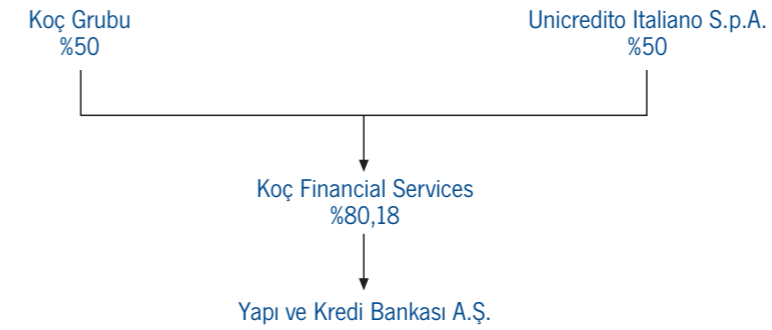 Koç Grubu
%50
Unicredito Italiano S.p.A.
%50
Koç Financial Services
%80,18
Yapı ve Kredi Bankası A.Ş.